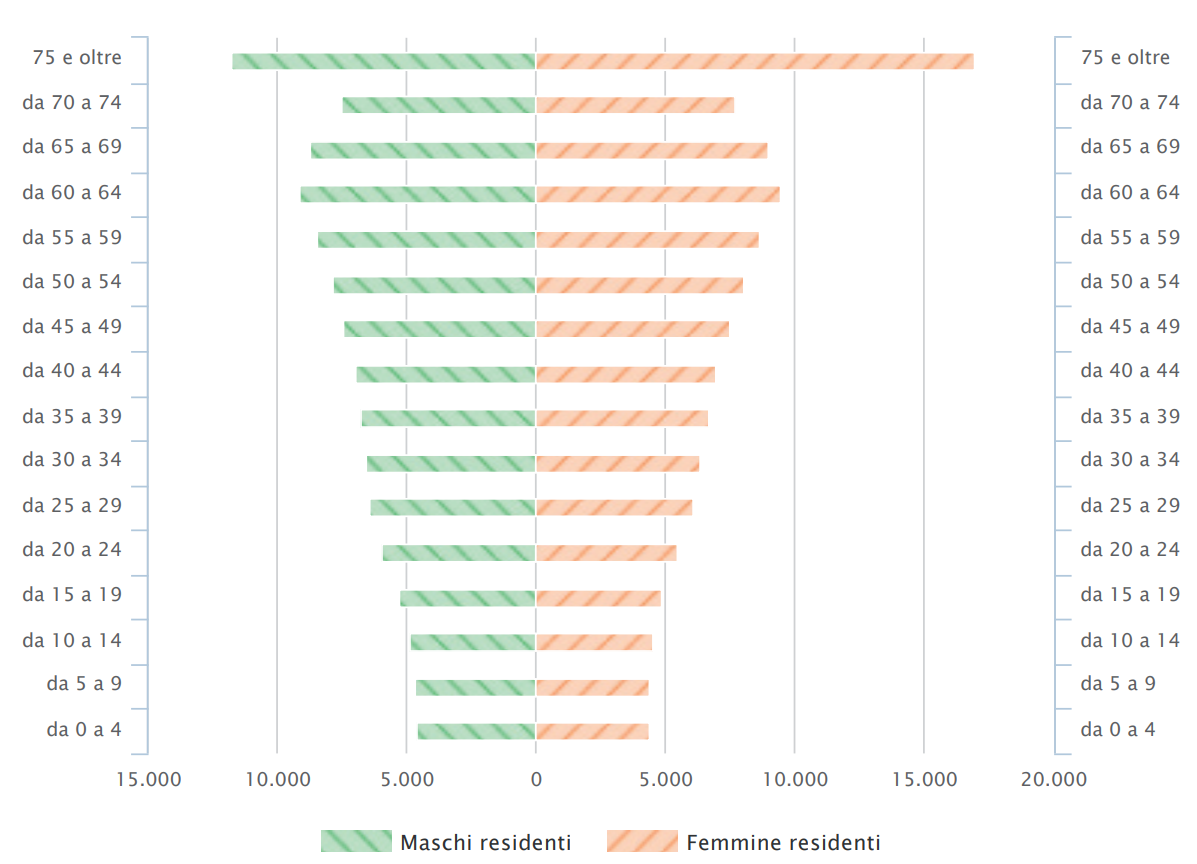 75 e oltre 75 e oltre
da 70 a 74 da 70 a 74
da 65 a 69 da 65 a 69
da 60 a 64 da 60 a 64
da 55 a 59 da 55 a 59
da 50 a 54 da 50 a 54
da 45 a 49 da 45 a 49
da 40 a 44 da 40 a 44
da 35 a 39 da 35 a 39
da 30 a 34 da 30 a 34
da 25 a 29 da 25 a 29
da 20 a 24 da 20 a 24
da 15 a 19 da 15 a 19
da 10 a 14 da 10 a 14
da 5 a 9 da 5 a 9
da 0 a 4 da 0 a 4
15.000 10.000 5.000 0 5.000 10.000 15.000 20.000
Maschi residenti Femmine residenti